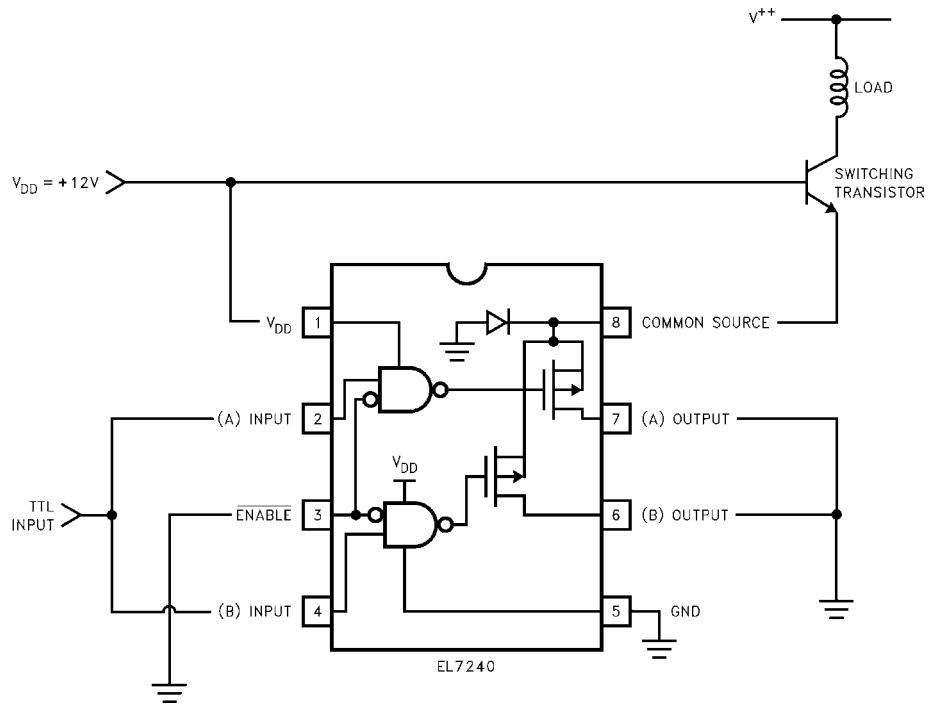 V++
LOAD
VDD = +12V
SWITCHING
TRANSISTOR
VDD
1
8
COMMON SOURCE
(A) INPUT
2
7
(A) OUTPUT
VDD
TTL
INPUT
ENABLE
3
6
(B) OUTPUT
(B) INPUT
4
5
GND
EL7240